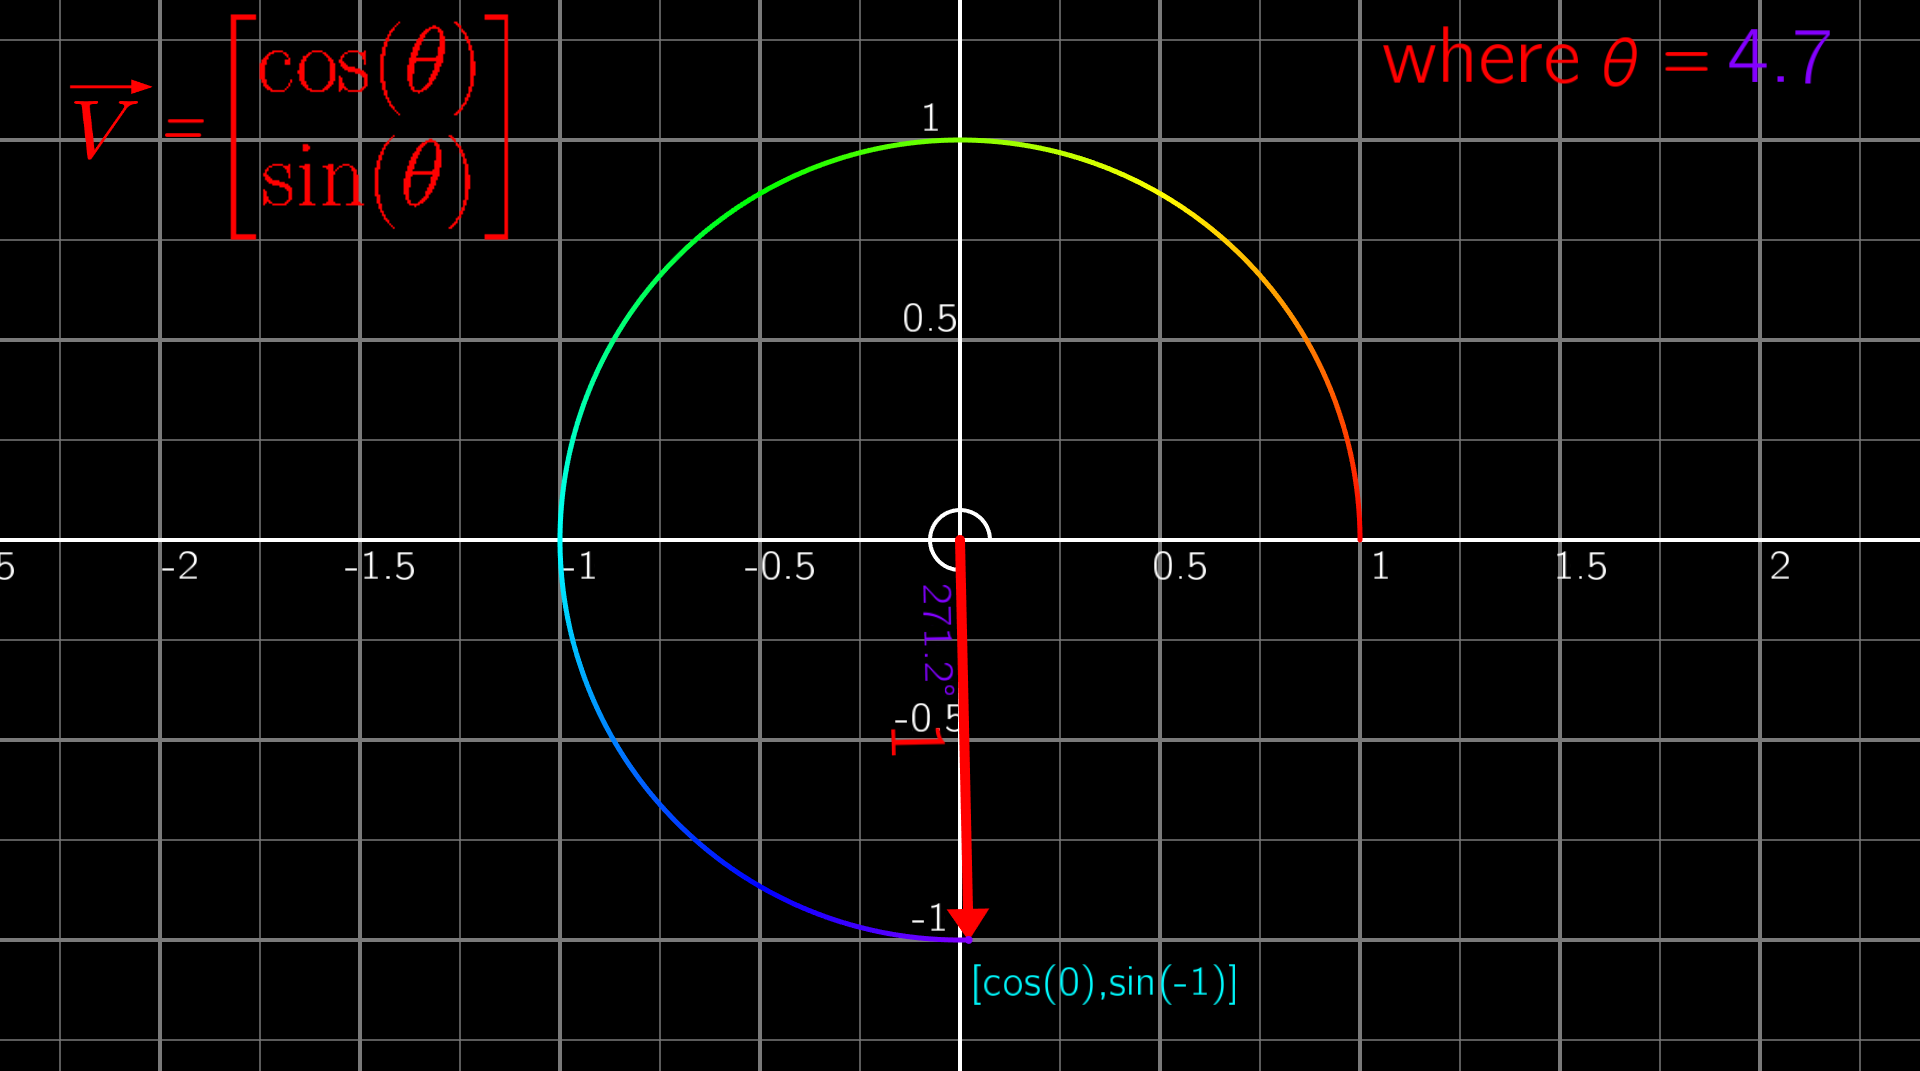 V = [cos(θ) sin(θ)]
where θ = 4.7
1
0.5
5 -2 -1.5 -1 -0.5 0.5 1 1.5 2
271.2°
-0.5
1
-1
[cos(0),sin(-1)]